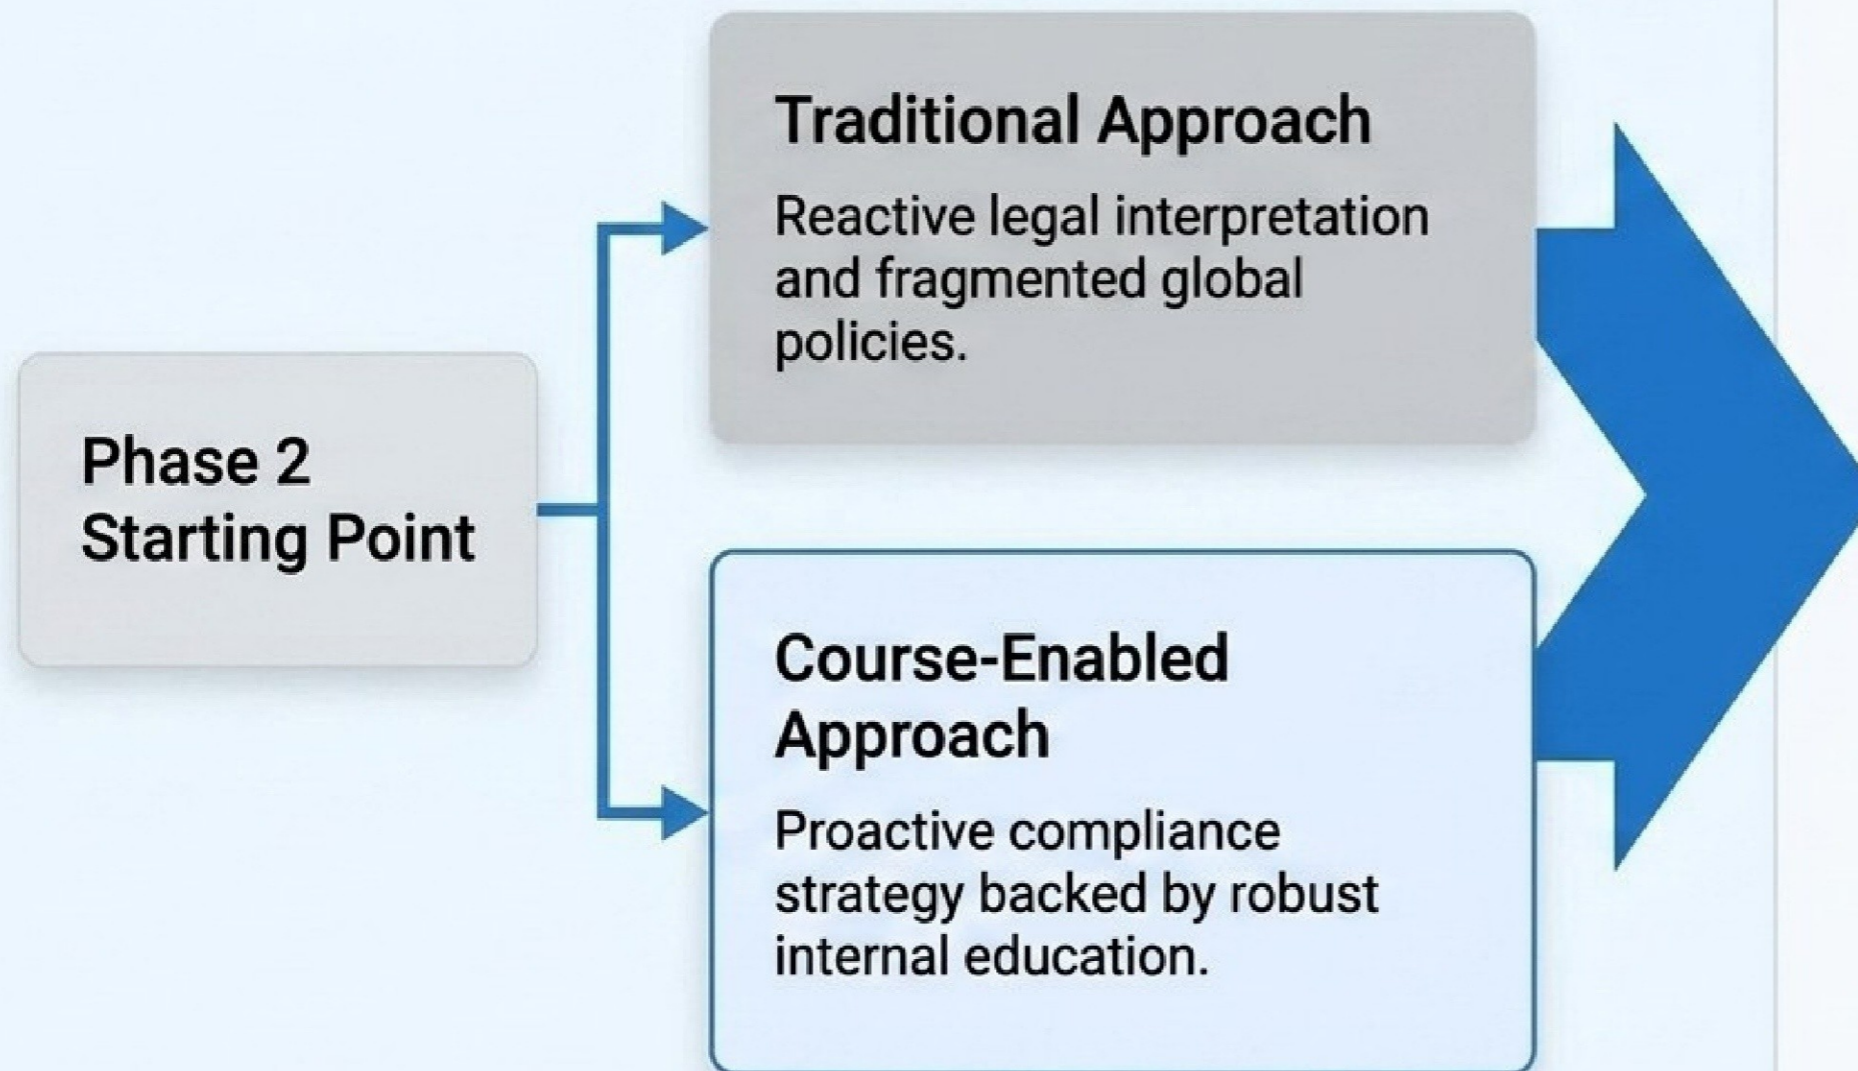 Phase 2
Starting Point
Traditional Approach
Reactive legal interpretation
and fragmented global
policies.
Course-Enabled
Approach
Proactive compliance
strategy backed by robust
internal education.